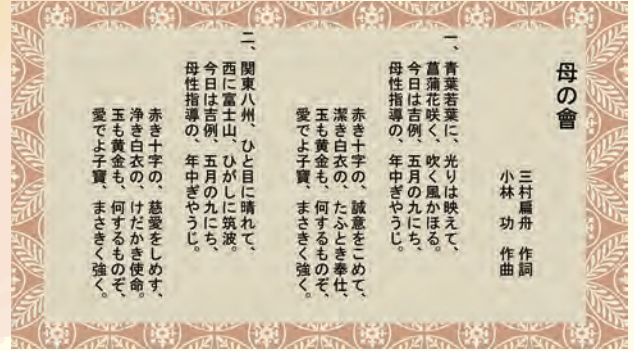 母の會
三村扁舟 作詞
小林 功 作曲
一、青葉若葉に、光りは映えて、
菖蒲花咲く、吹く風かほる。
今日は吉例、五月の九にち、
母性指導の、年中ぎやうじ。
赤き十字の、誠意をこめて、
潔き白衣の、たふとき奉仕、
玉も黄金も、何するものぞ、
愛でよ子寶、まさきく強く。
二、関東八州、ひと目に晴れて、
西に富士山、ひがしに筑波。
今日は吉例、五月の九にち、
母性指導の、年中ぎやうじ。
赤き十字の、慈愛をしめす、
浄き白衣の、けだかき使命。
玉も黄金も、何するものぞ、
愛でよ子寶、まさきく強く。